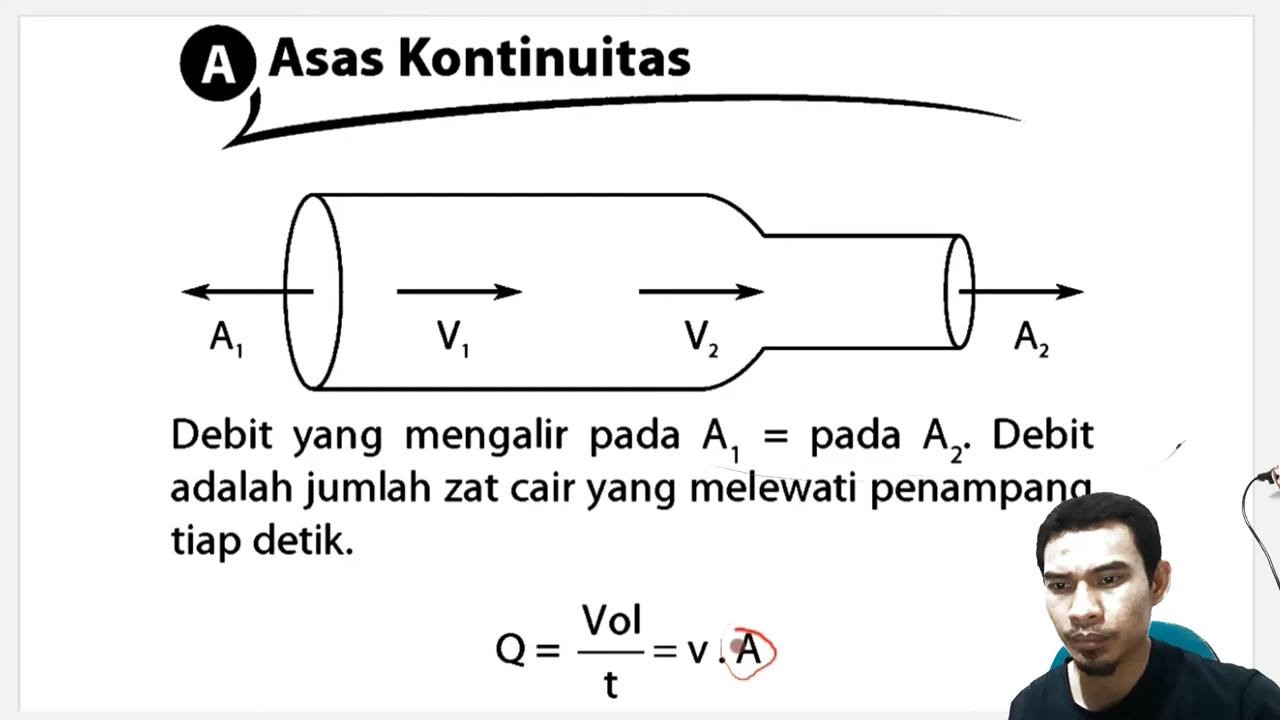 A Asas Kontinuitas
A₁ V₁ V₂ A₂
Debit yang mengalir pada A₁ = pada A₂. Debit
adalah jumlah zat cair yang melewati penampang
tiap detik.
Q = Vol / t = v . A